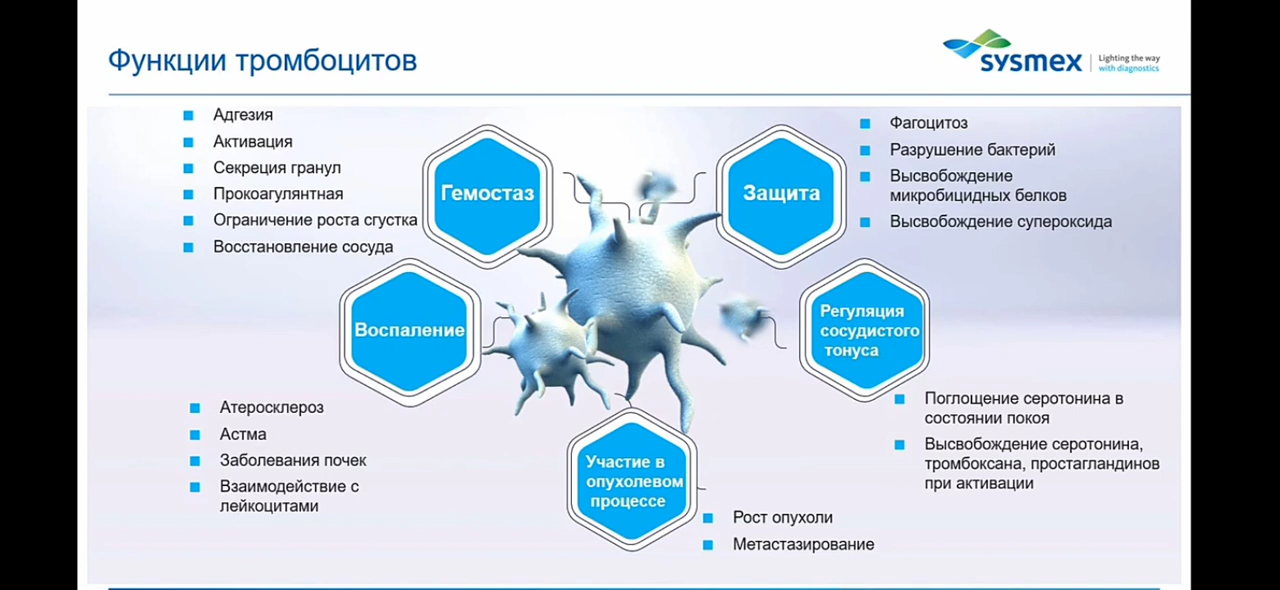 Функции тромбоцитов
sysmex
Lighting the way
with diagnostics
Адгезия
Активация
Секреция гранул
Прокоагулянтная
Ограничение роста сгустка
Восстановление сосуда
Гемостаз
Защита
Фагоцитоз
Разрушение бактерий
Высвобождение
микробицидных белков
Высвобождение супероксида
Воспаление
Атеросклероз
Астма
Заболевания почек
Взаимодействие с
лейкоцитами
Регуляция
сосудистого
тонуса
Поглощение серотонина в
состоянии покоя
Высвобождение серотонина,
тромбоксана, простагландинов
при активации
Участие в
опухолевом
процессе
Рост опухоли
Метастазирование